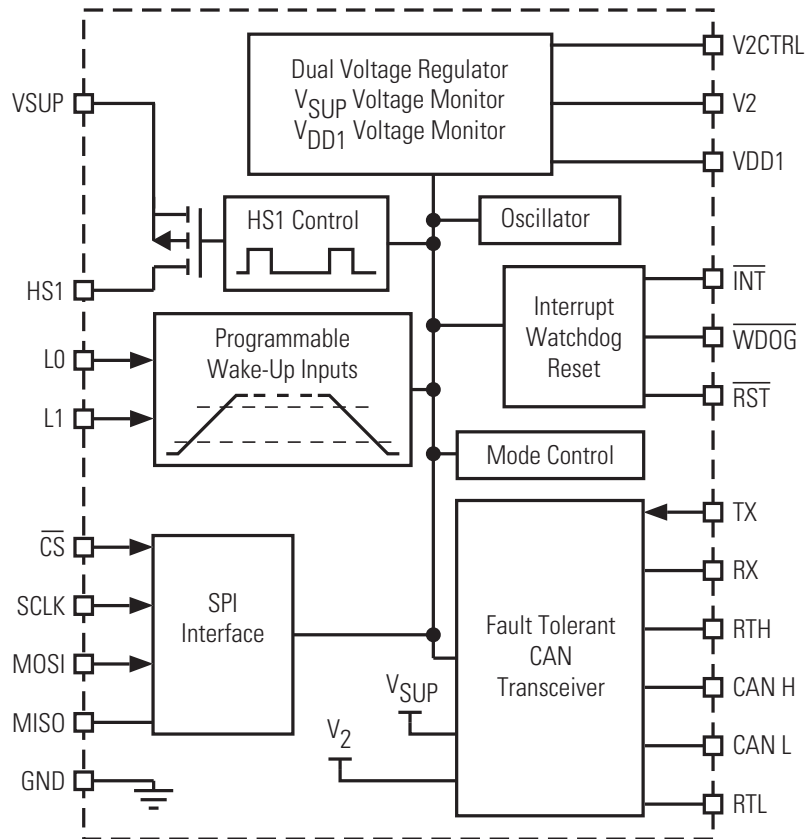 Dual Voltage Regulator
VSUP Voltage Monitor
VDD1 Voltage Monitor
V2CTRL
V2
VDD1
VSUP
HS1 Control
Oscillator
HS1
INT
Interrupt
Watchdog
Reset
WDOG
RST
L0
L1
Programmable
Wake-Up Inputs
Mode Control
CS
SCLK
MOSI
MISO
GND
SPI
Interface
TX
RX
RTH
CAN H
CAN L
RTL
Fault Tolerant
CAN
Transceiver
VSUP
V2